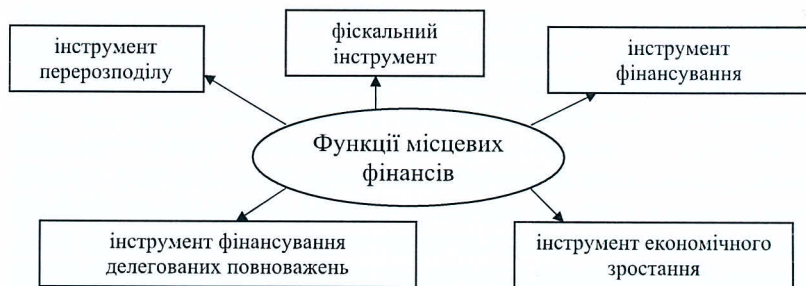 інструмент
перерозподілу
фіскальний
інструмент
інструмент
фінансування
Функції місцевих
фінансів
інструмент фінансування
делегованих повноважень
інструмент економічного
зростання